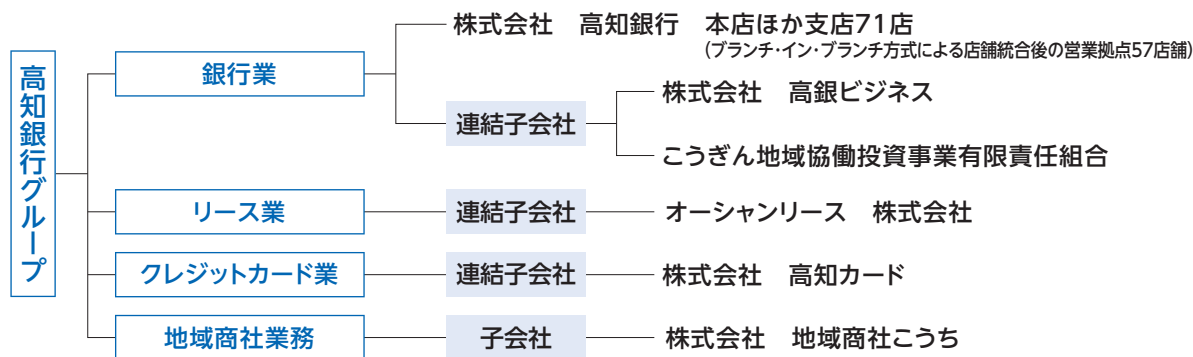 高知銀行グループ
銀行業
株式会社　高知銀行　本店ほか支店71店
（ブランチ・イン・ブランチ方式による店舗統合後の営業拠点57店舗）
連結子会社
株式会社　高銀ビジネス
こうぎん地域協働投資事業有限責任組合
リース業
連結子会社
オーシャンリース　株式会社
クレジットカード業
連結子会社
株式会社　高知カード
地域商社業務
子会社
株式会社　地域商社こうち